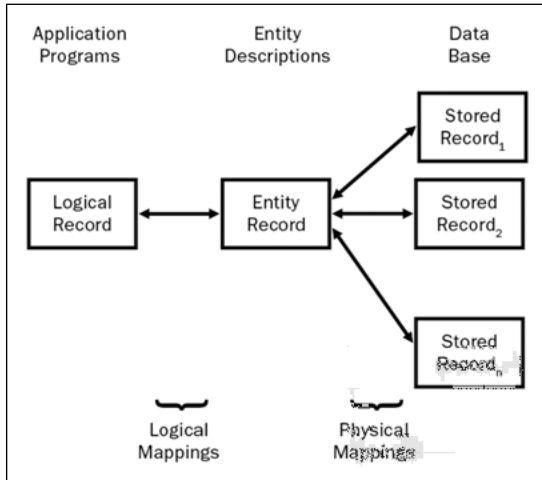 Application
Programs
Entity
Descriptions
Data
Base
Stored
Record₁
Logical
Record
Entity
Record
Stored
Record₂
Stored
Recordₙ
Logical
Mappings
Physical
Mappings